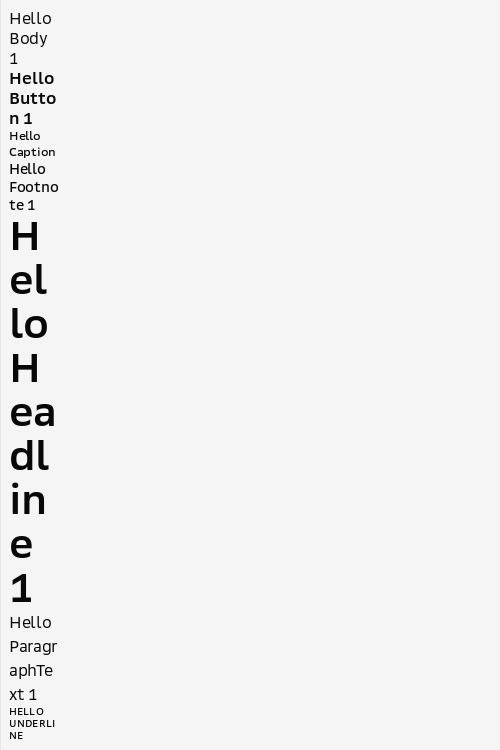 Hello
Body
1
Hello
Butto
n 1
Hello
Caption
Hello
Footno
te 1
H
el
lo
H
ea
dl
in
e
1
Hello
Paragr
aphTe
xt 1
HELLO
UNDERLI
NE